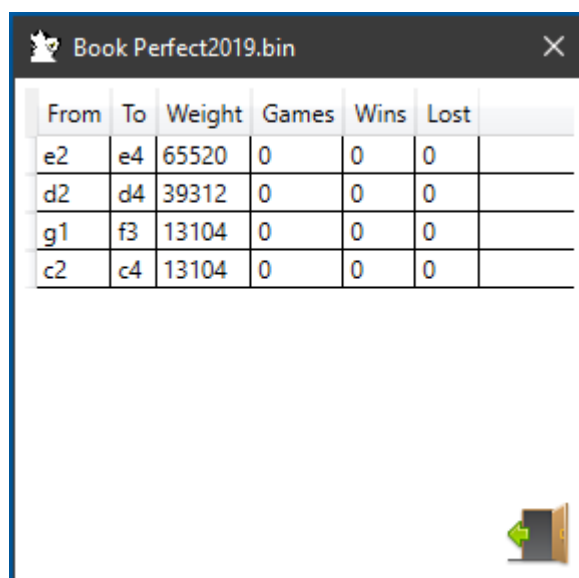 Book Perfect2019.bin
From To Weight Games Wins Lost
e2 e4 65520 0 0 0
d2 d4 39312 0 0 0
g1 f3 13104 0 0 0
c2 c4 13104 0 0 0